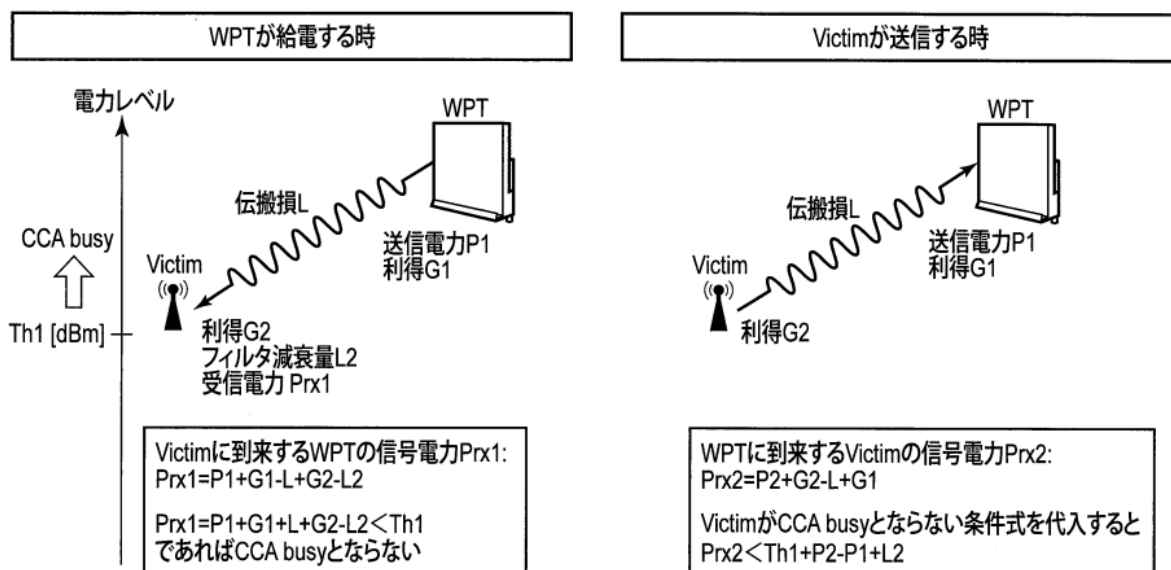 WPTが給電する時
電力レベル
WPT
伝搬損L
送信電力P1
利得G1
CCA busy
Victim
Th1 [dBm]
利得G2
フィルタ減衰量L2
受信電力 Prx1
Victimに到来するWPTの信号電力Prx1:
Prx1=P1+G1-L+G2-L2
Prx1=P1+G1+L+G2-L2<Th1
であればCCA busyとならない
Victimが送信する時
WPT
伝搬損L
送信電力P1
利得G1
Victim
利得G2
WPTに到来するVictimの信号電力Prx2:
Prx2=P2+G2-L+G1
VictimがCCA busyとならない条件式を代入すると
Prx2<Th1+P2-P1+L2